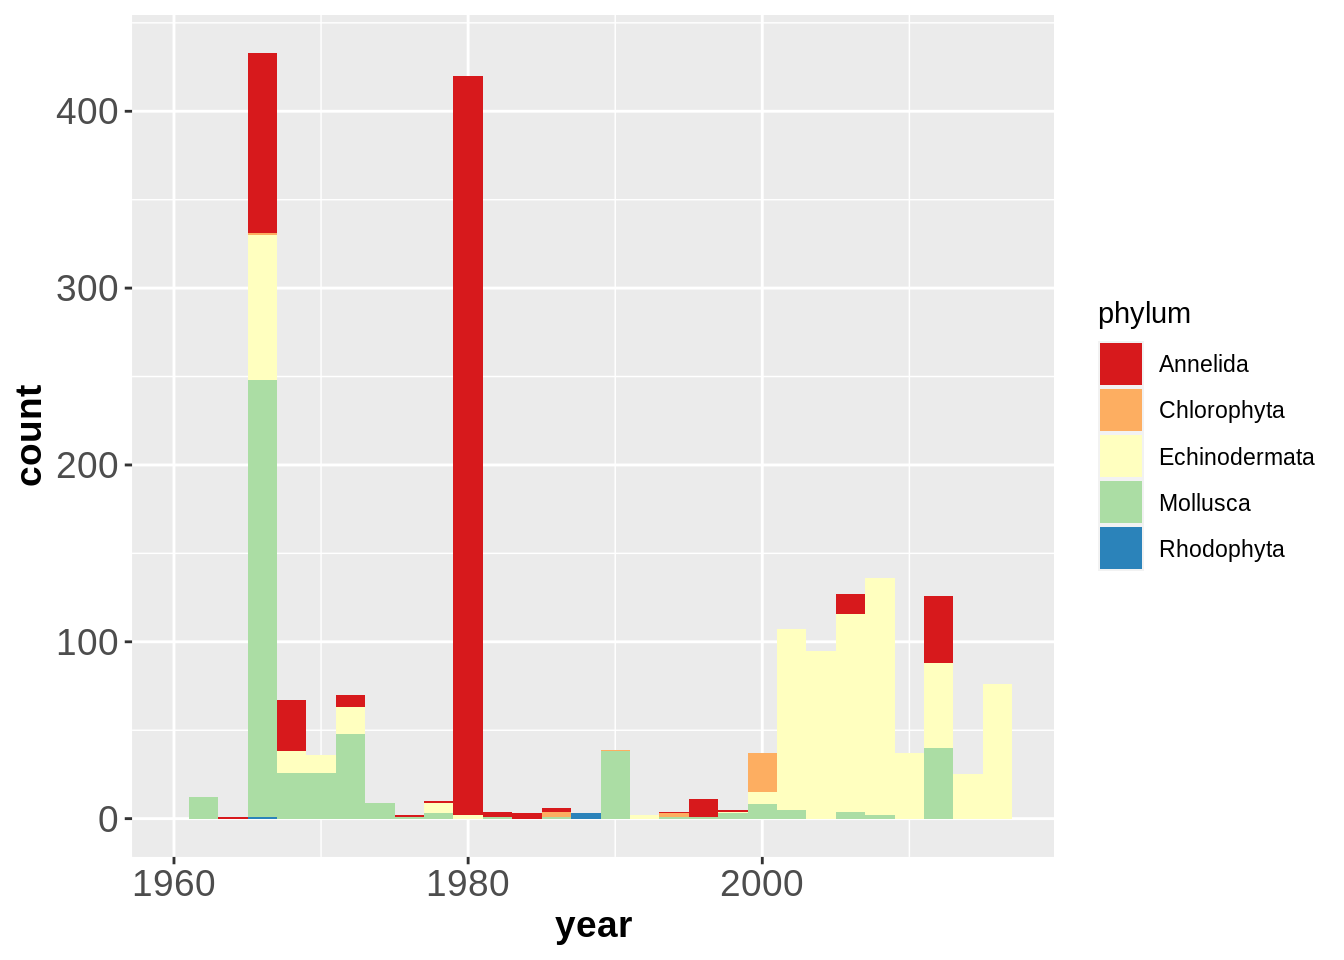 400
300
200
100
0
count
1960
1980
2000
year
phylum
Annelida
Chlorophyta
Echinodermata
Mollusca
Rhodophyta